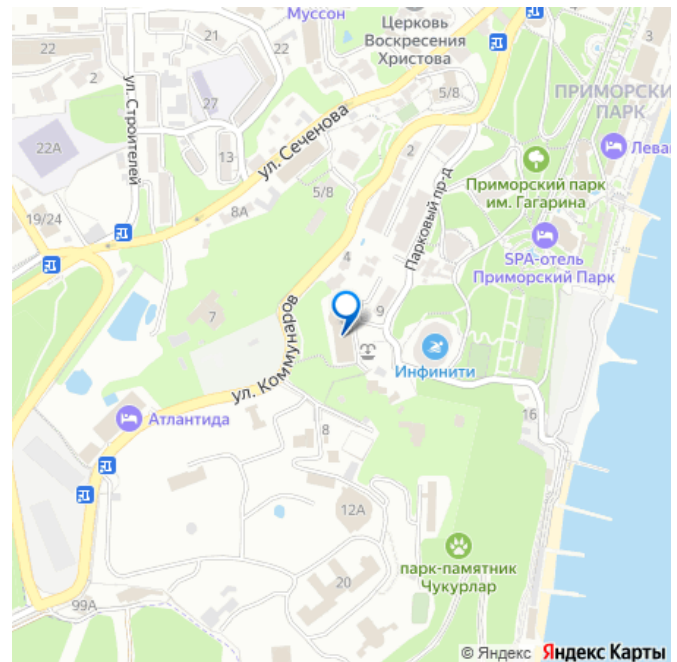 Муссон
Церковь
Воскресения
Христова
22
22
21
22
3
2
5/8
ПРИМОРСКИ
ПАРК
ул. Строителей
27
ул. Сеченова
22А
13
2
Лева
Приморский парк
им. Гагарина
Парковый пр-д
5/8
19/24
8А
SPA-отель
Приморский Парк
4
7
9
ул. Коммунаров
Инфинити
Атлантида
16
8
12А
парк-памятник
Чукурлар
20
99А
© Яндекс Яндекс Карты